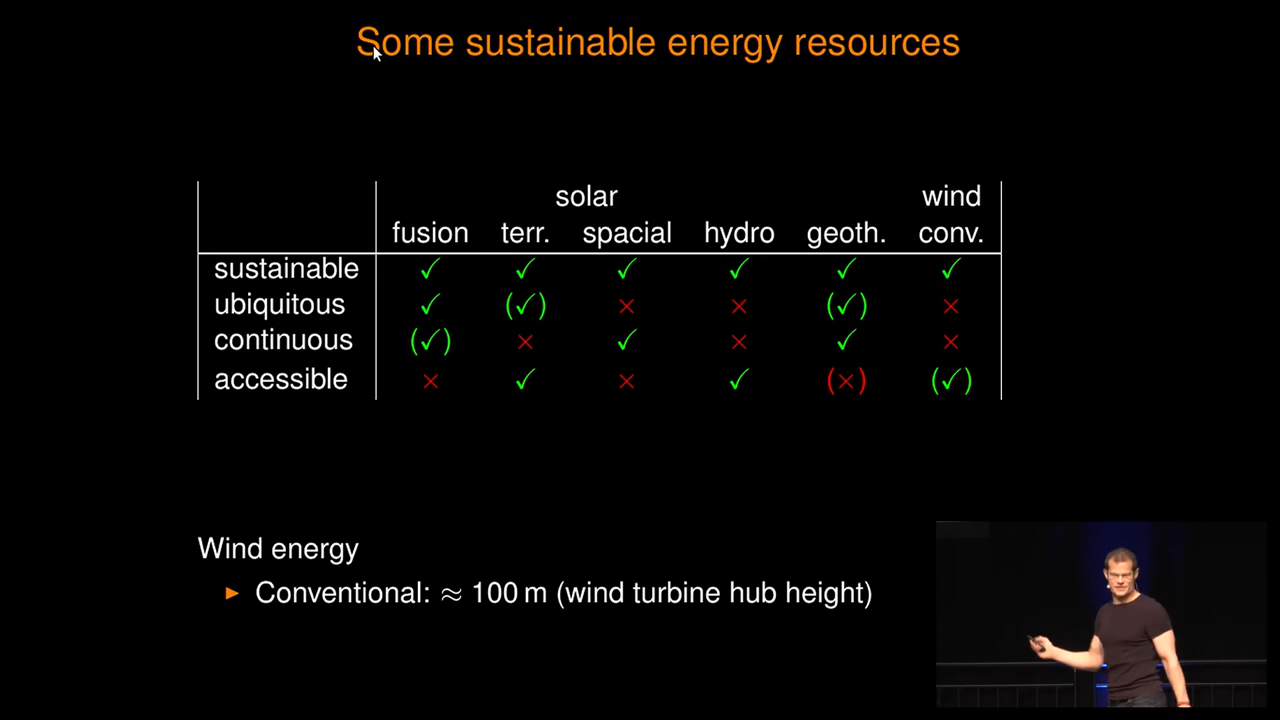 Some sustainable energy resources
solar wind
fusion terr. spacial hydro geoth. conv.
sustainable ✓ ✓ ✓ ✓ ✓ ✓
ubiquitous ✓ (✓) × × (✓) ×
continuous (✓) × ✓ × ✓ ×
accessible × ✓ × ✓ (×) (✓)
Wind energy
► Conventional: ≈ 100 m (wind turbine hub height)